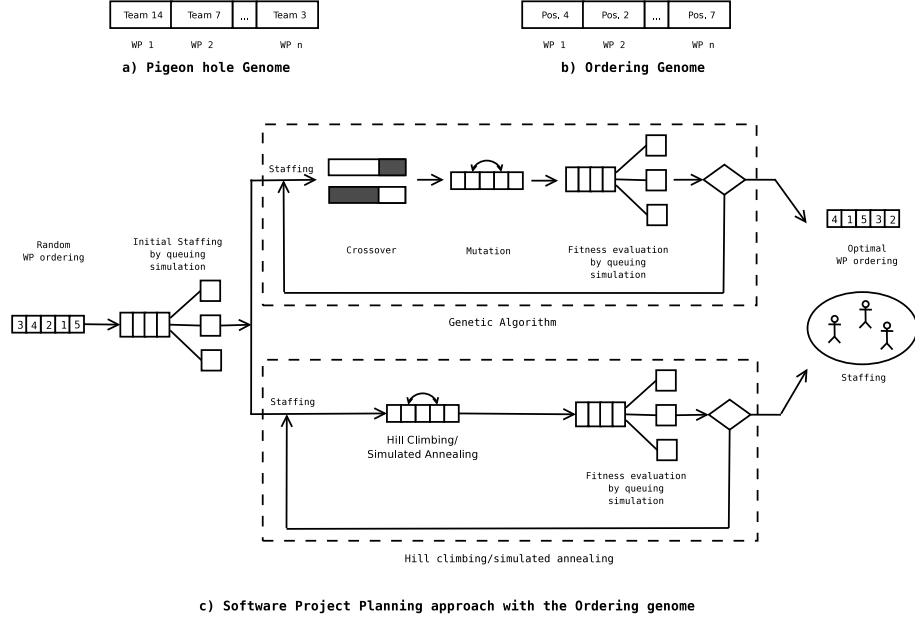 Team 14 Team 7 ... Team 3
WP 1 WP 2 WP n
a) Pigeon hole Genome
Pos. 4 Pos. 2 ... Pos. 7
WP 1 WP 2 WP n
b) Ordering Genome
Random
WP ordering
3 4 2 1 5
Initial Staffing
by queuing
simulation
Staffing
Crossover
Mutation
Fitness evaluation
by queuing
simulation
Genetic Algorithm
Staffing
Hill Climbing/
Simulated Annealing
Fitness evaluation
by queuing
simulation
Hill climbing/simulated annealing
4 1 5 3 2
Optimal
WP ordering
Staffing
c) Software Project Planning approach with the Ordering genome